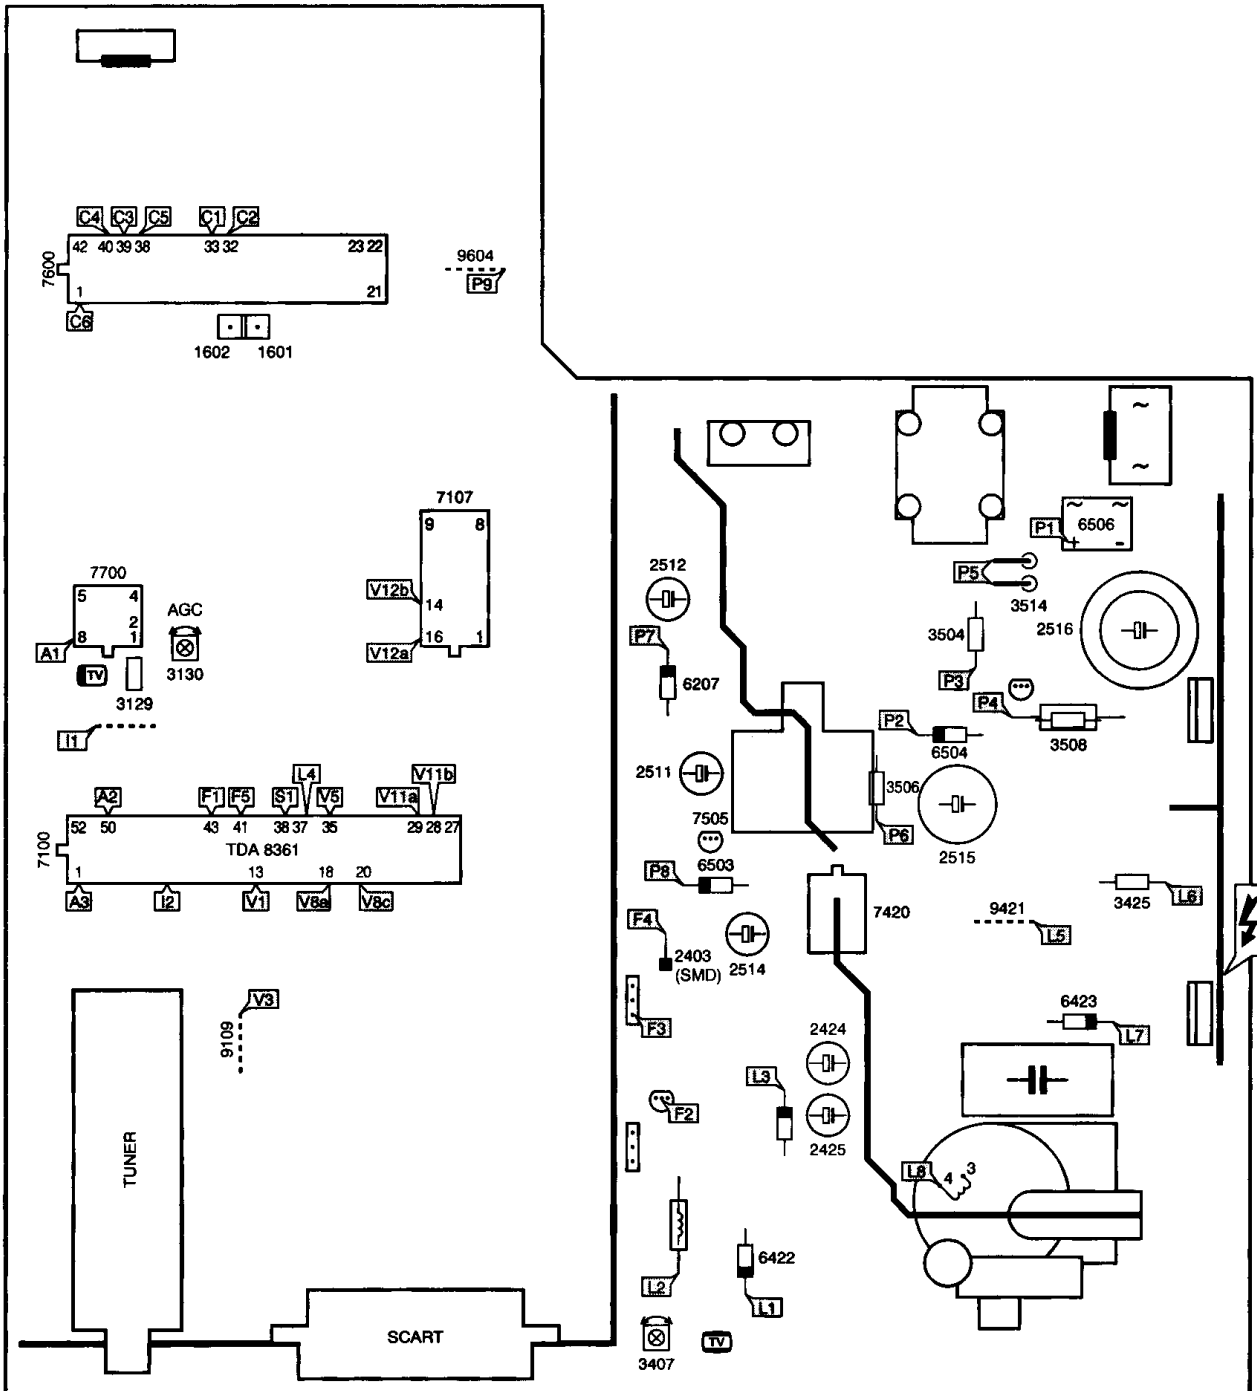 C4 C3 C5 C1 C2
42 40 39 38 33 32 23 22
7600
1 21
C6
9604
P9
1602 1601
~
~
7107
9 8
V12b 14
V12a 16 1
7700
5 4
2
8 1
A1
TV
3129
AGC
3130
I1
A2 F1 F5 S1 L4 V5 V11a V11b
52 50 43 41 38 37 35 29 28 27
7100
TDA 8361
1 13 18 20
A3 I2 V1 V8a V8c
V3
9109
TUNER
SCART
~ ~
P1 6506
+ -
P5
3514
2512
P7
6207
3504
P3
2516
P4
3508
P2
6504
2511
3506
P6
2515
7505
6503
P8
7420
3425
L6
9421
L5
F4
2403
(SMD)
2514
F3
6423
L7
2424
L3
2425
F2
L8 4 3
L2
6422
L1
3407
TV